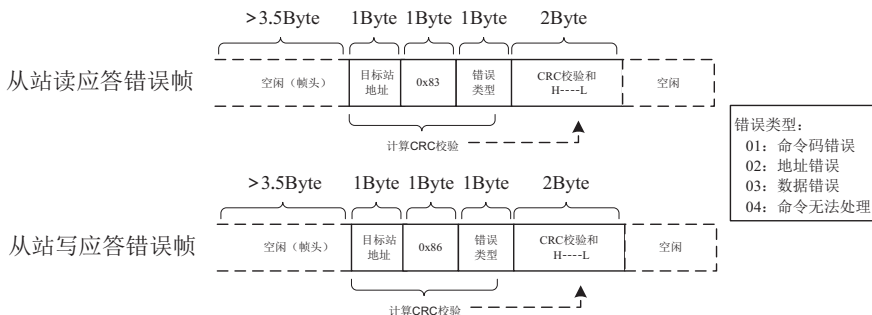 >3.5Byte 1Byte 1Byte 1Byte 2Byte
从站读应答错误帧
空闲（帧头） 目标站地址 0x83 错误类型 CRC校验和 H----L 空闲
计算CRC校验
错误类型：
01：命令码错误
02：地址错误
03：数据错误
04：命令无法处理
>3.5Byte 1Byte 1Byte 1Byte 2Byte
从站写应答错误帧
空闲（帧头） 目标站地址 0x86 错误类型 CRC校验和 H----L 空闲
计算CRC校验